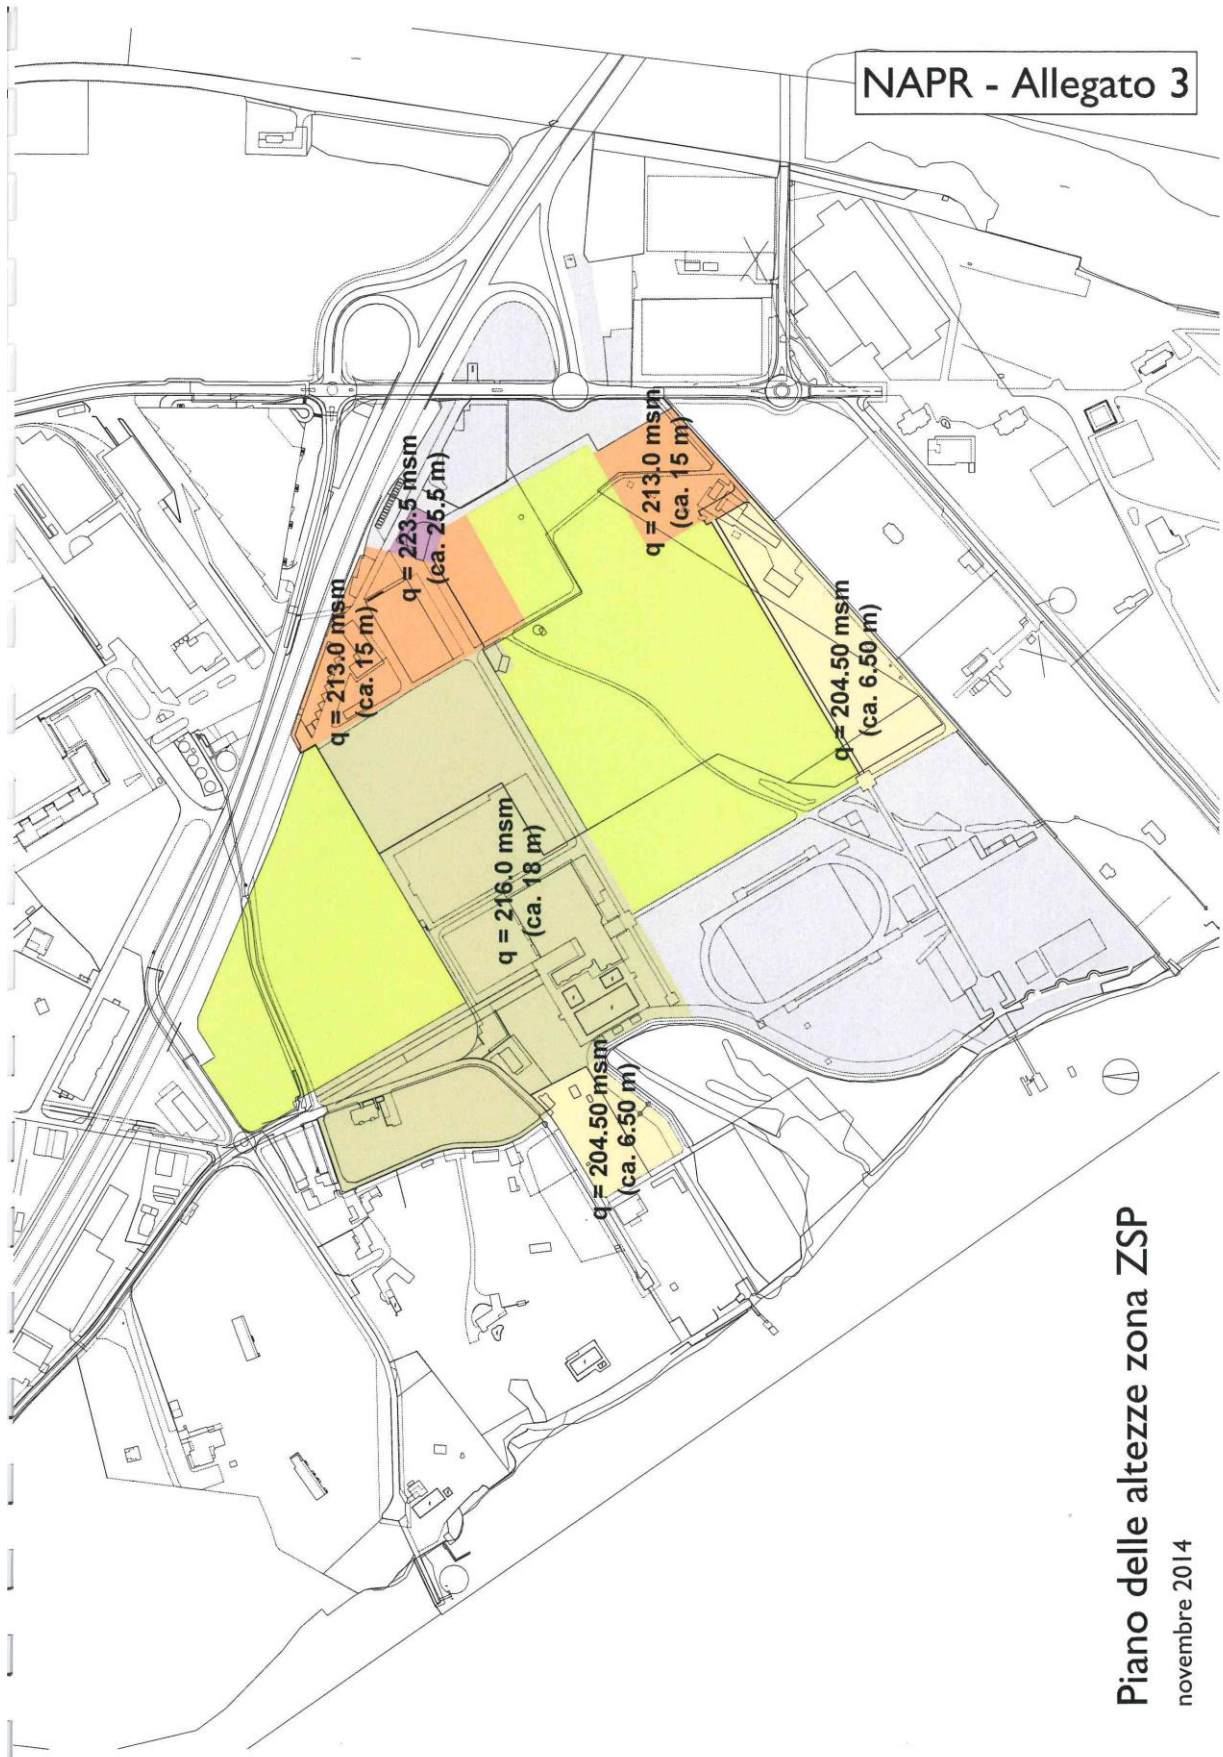 NAPR - Allegato 3
q = 213.0 msm
(ca. 15 m)
q = 223.5 msm
(ca. 25.5 m)
q = 213.0 msm
(ca. 15 m)
q = 216.0 msm
(ca. 18 m)
q = 204.50 msm
(ca. 6.50 m)
q = 204.50 msm
(ca. 6.50 m)
Piano delle altezze zona ZSP
novembre 2014